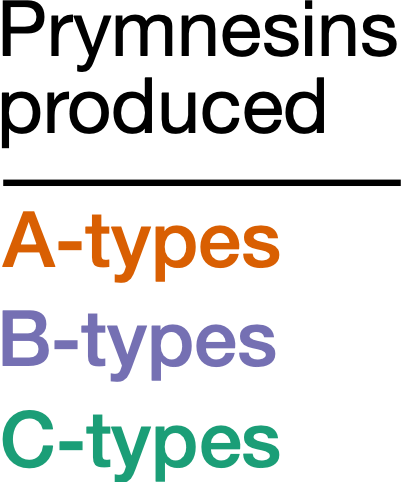 Prymnesins
produced
A-types
B-types
C-types